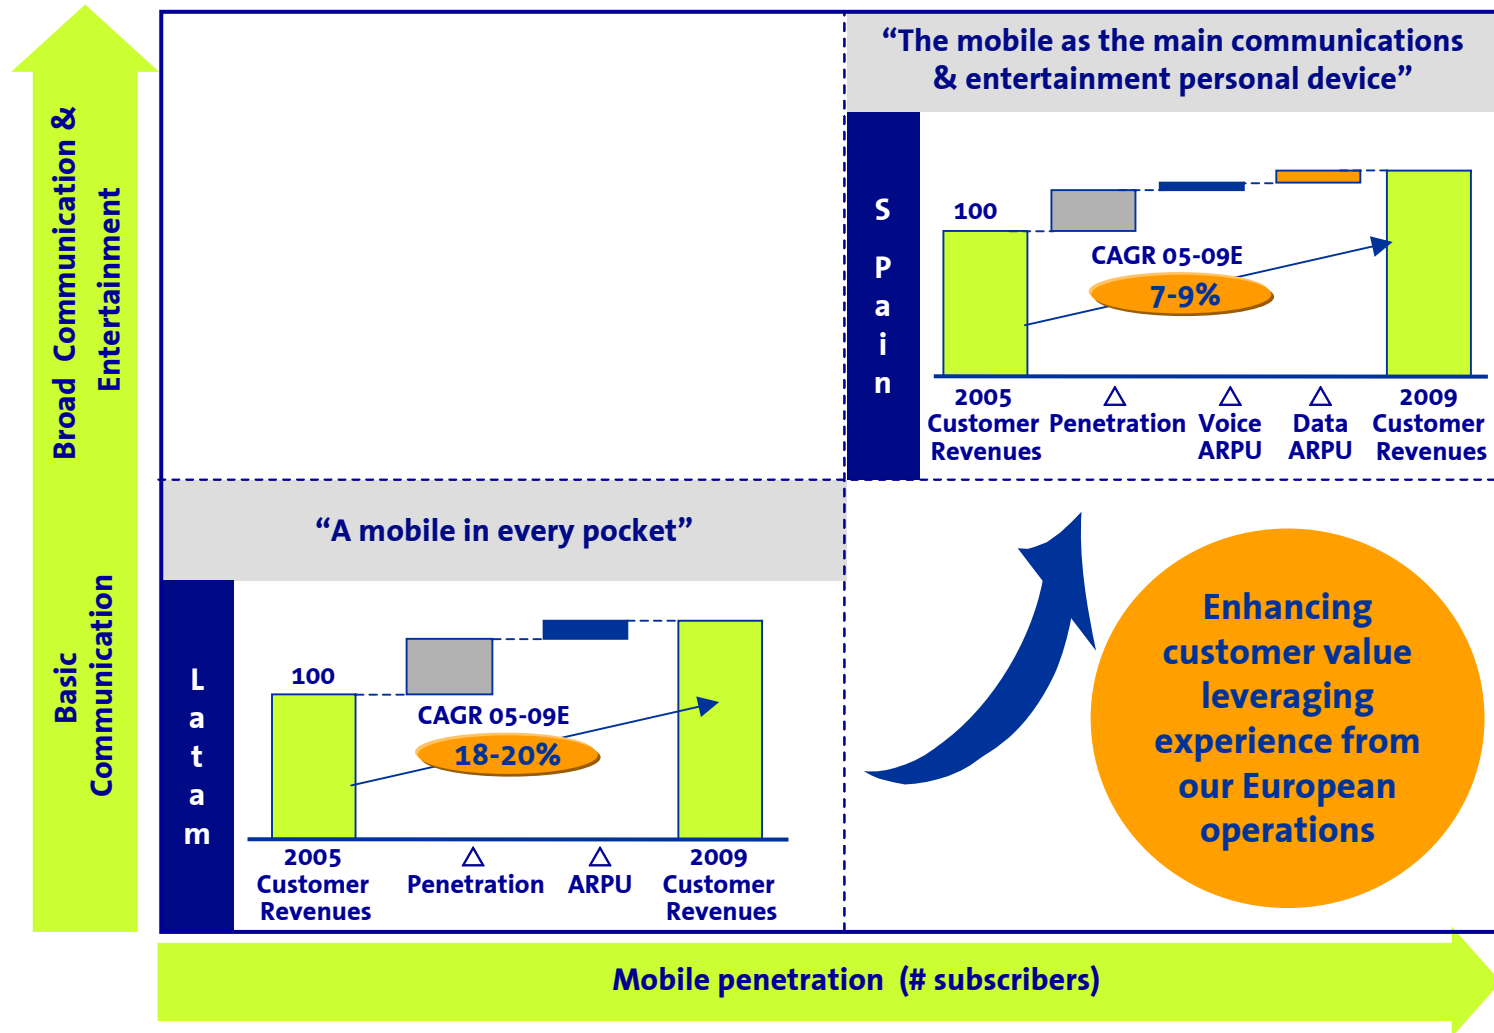 Broad Communication &
Entertainment
Basic
Communication
“The mobile as the main communications
& entertainment personal device”
S
P
a
i
n
100
CAGR 05-09E
7-9%
2005
Customer
Revenues
△
Penetration
△
Voice
ARPU
△
Data
ARPU
2009
Customer
Revenues
“A mobile in every pocket”
L
a
t
a
m
100
CAGR 05-09E
18-20%
2005
Customer
Revenues
△
Penetration
△
ARPU
2009
Customer
Revenues
Enhancing
customer value
leveraging
experience from
our European
operations
Mobile penetration (# subscribers)